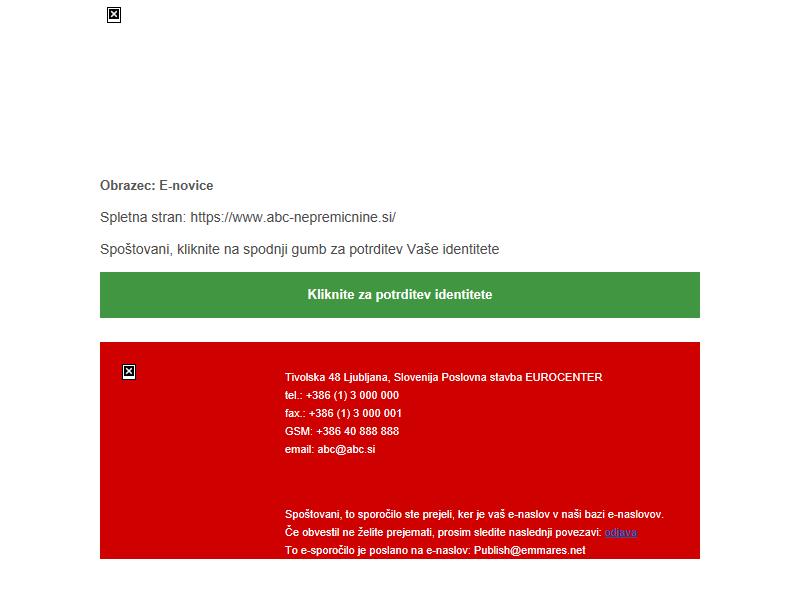 Obrazec: E-novice
Spletna stran: https://www.abc-nepremicnine.si/
Spoštovani, kliknite na spodnji gumb za potrditev Vaše identitete
Kliknite za potrditev identitete
Tivolska 48 Ljubljana, Slovenija Poslovna stavba EUROCENTER
tel.: +386 (1) 3 000 000
fax.: +386 (1) 3 000 001
GSM: +386 40 888 888
email: abc@abc.si
Spoštovani, to sporočilo ste prejeli, ker je vaš e-naslov v naši bazi e-naslovov.
Če obvestil ne želite prejemati, prosim sledite naslednji povezavi: odjava
To e-sporočilo je poslano na e-naslov: Publish@emmares.net